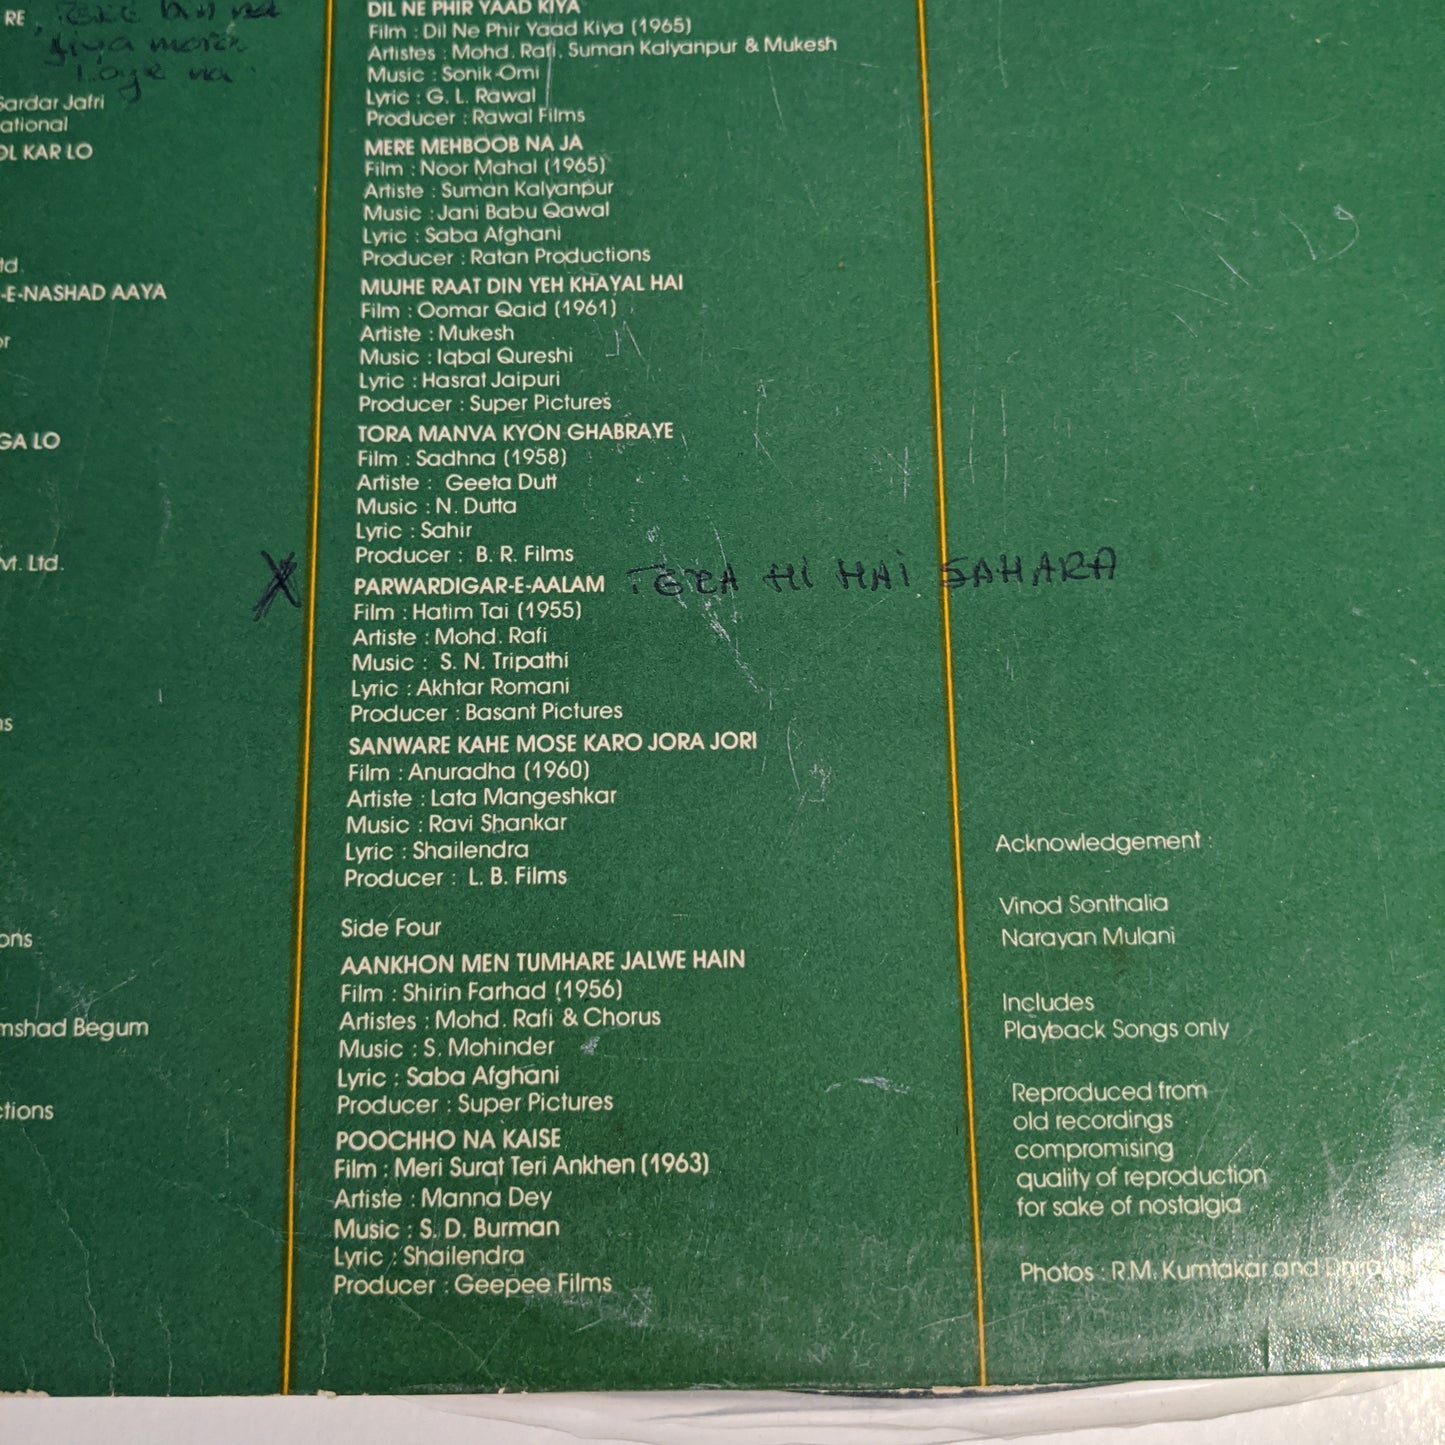 RE
jiya mora
Lage na
Sardar Jafri
ational
OL KAR LO
td.
-E-NASHAD AAYA
or
GA LO
vt. Ltd.
ns
ons
mshad Begum
ctions
DIL NE PHIR YAAD KIYA
Film : Dil Ne Phir Yaad Kiya (1965)
Artistes : Mohd. Rafi, Suman Kalyanpur & Mukesh
Music : Sonik-Omi
Lyric : G. L. Rawal
Producer : Rawal Films
MERE MEHBOOB NA JA
Film : Noor Mahal (1965)
Artiste : Suman Kalyanpur
Music : Jani Babu Qawal
Lyric : Saba Afghani
Producer : Ratan Productions
MUJHE RAAT DIN YEH KHAYAL HAI
Film : Oomar Qaid (1961)
Artiste : Mukesh
Music : Iqbal Qureshi
Lyric : Hasrat Jaipuri
Producer : Super Pictures
TORA MANVA KYON GHABRAYE
Film : Sadhna (1958)
Artiste : Geeta Dutt
Music : N. Dutta
Lyric : Sahir
Producer : B. R. Films
X PARWARDIGAR-E-AALAM TERA HI HAI SAHARA
Film : Hatim Tai (1955)
Artiste : Mohd. Rafi
Music : S. N. Tripathi
Lyric : Akhtar Romani
Producer : Basant Pictures
SANWARE KAHE MOSE KARO JORA JORI
Film : Anuradha (1960)
Artiste : Lata Mangeshkar
Music : Ravi Shankar
Lyric : Shailendra
Producer : L. B. Films
Side Four
AANKHON MEN TUMHARE JALWE HAIN
Film : Shirin Farhad (1956)
Artistes : Mohd. Rafi & Chorus
Music : S. Mohinder
Lyric : Saba Afghani
Producer : Super Pictures
POOCHHO NA KAISE
Film : Meri Surat Teri Ankhen (1963)
Artiste : Manna Dey
Music : S. D. Burman
Lyric : Shailendra
Producer : Geepee Films
Acknowledgement :
Vinod Sonthalia
Narayan Mulani
Includes
Playback Songs only
Reproduced from
old recordings
compromising
quality of reproduction
for sake of nostalgia
Photos : R.M. Kumtakar and